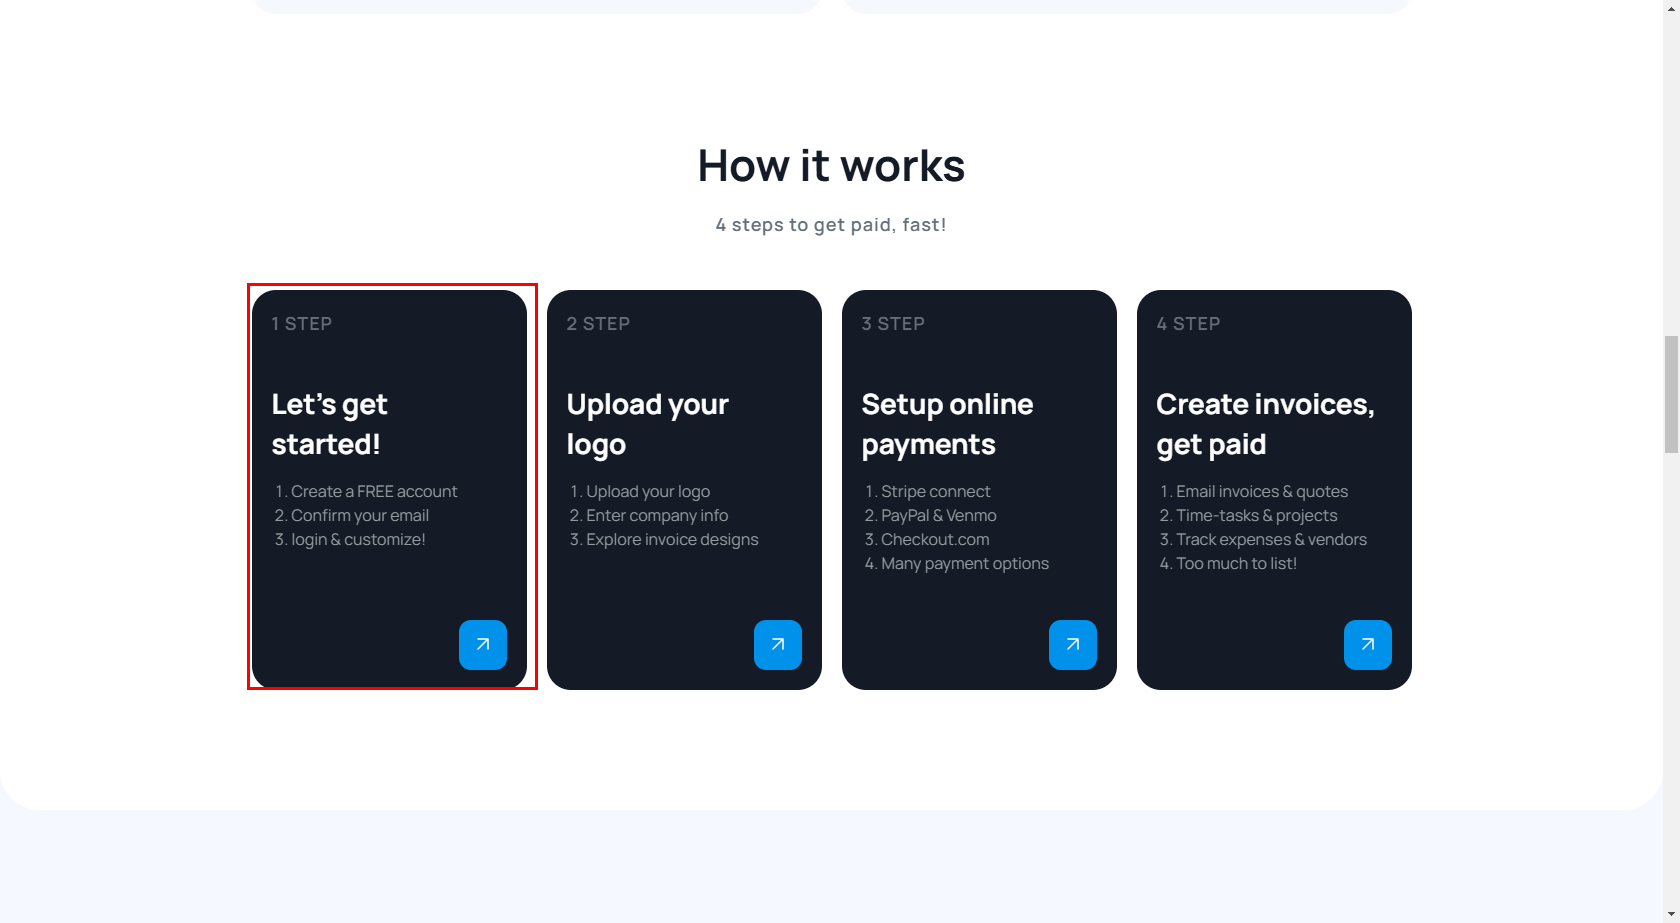 How it works
4 steps to get paid, fast!
1 STEP
Let's get
started!
1. Create a FREE account
2. Confirm your email
3. login & customize!
2 STEP
Upload your
logo
1. Upload your logo
2. Enter company info
3. Explore invoice designs
3 STEP
Setup online
payments
1. Stripe connect
2. PayPal & Venmo
3. Checkout.com
4. Many payment options
4 STEP
Create invoices,
get paid
1. Email invoices & quotes
2. Time-tasks & projects
3. Track expenses & vendors
4. Too much to list!